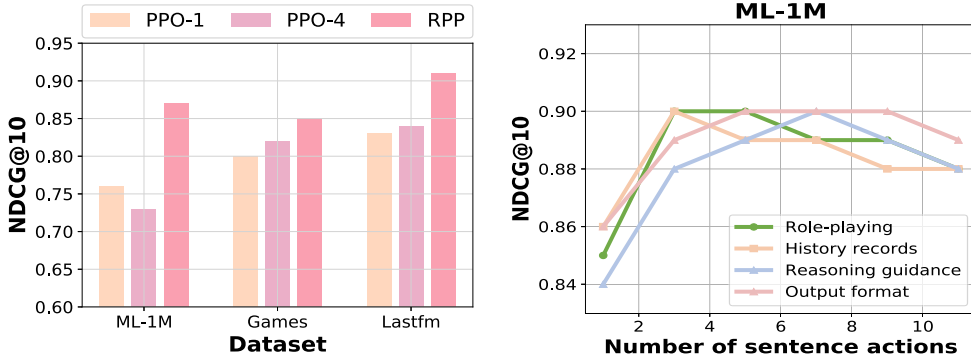 PPO-1 PPO-4 RPP
NDCG@10
0.95
0.90
0.85
0.80
0.75
0.70
0.65
0.60
ML-1M Games Lastfm
Dataset
ML-1M
NDCG@10
0.92
0.90
0.88
0.86
0.84
Role-playing
History records
Reasoning guidance
Output format
2 4 6 8 10
Number of sentence actions